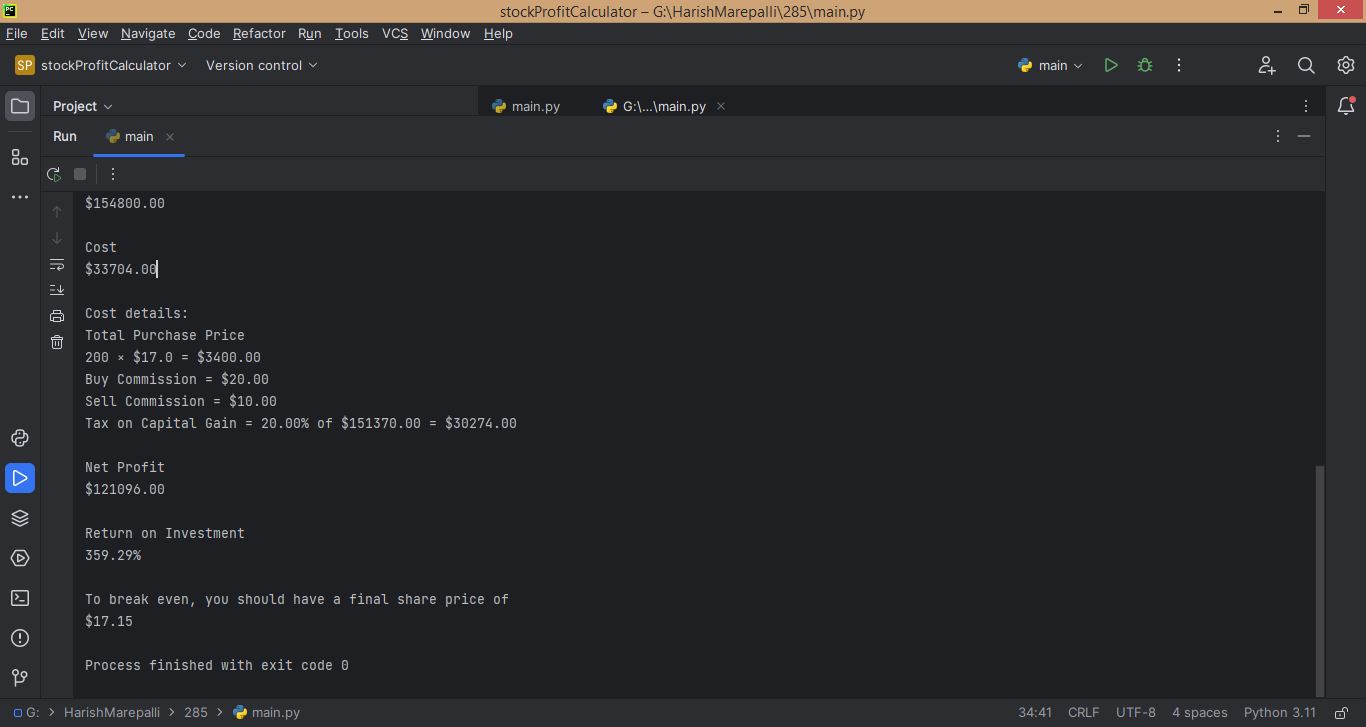 PC
stockProfitCalculator – G:\HarishMarepalli\285\main.py
File Edit View Navigate Code Refactor Run Tools VCS Window Help
SP stockProfitCalculator Version control main
Project main.py G:\...\main.py
Run main
$154800.00
Cost
$33704.00
Cost details:
Total Purchase Price
200 × $17.0 = $3400.00
Buy Commission = $20.00
Sell Commission = $10.00
Tax on Capital Gain = 20.00% of $151370.00 = $30274.00
Net Profit
$121096.00
Return on Investment
359.29%
To break even, you should have a final share price of
$17.15
Process finished with exit code 0
G: > HarishMarepalli > 285 > main.py 34:41 CRLF UTF-8 4 spaces Python 3.11